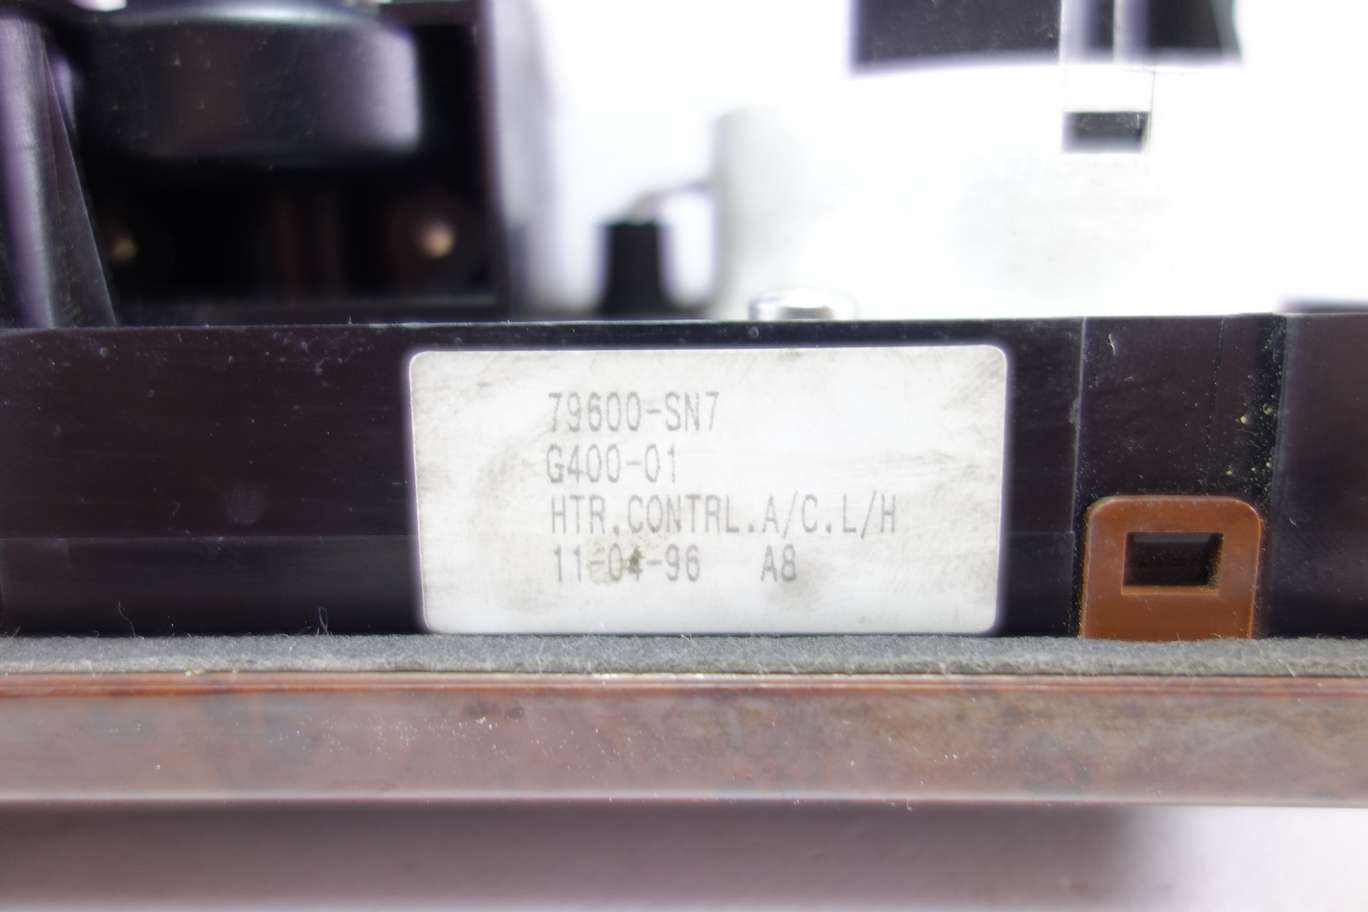 79600-SN7
G400-01
HTR.CONTRL.A/C.L/H
11-04-96 A8